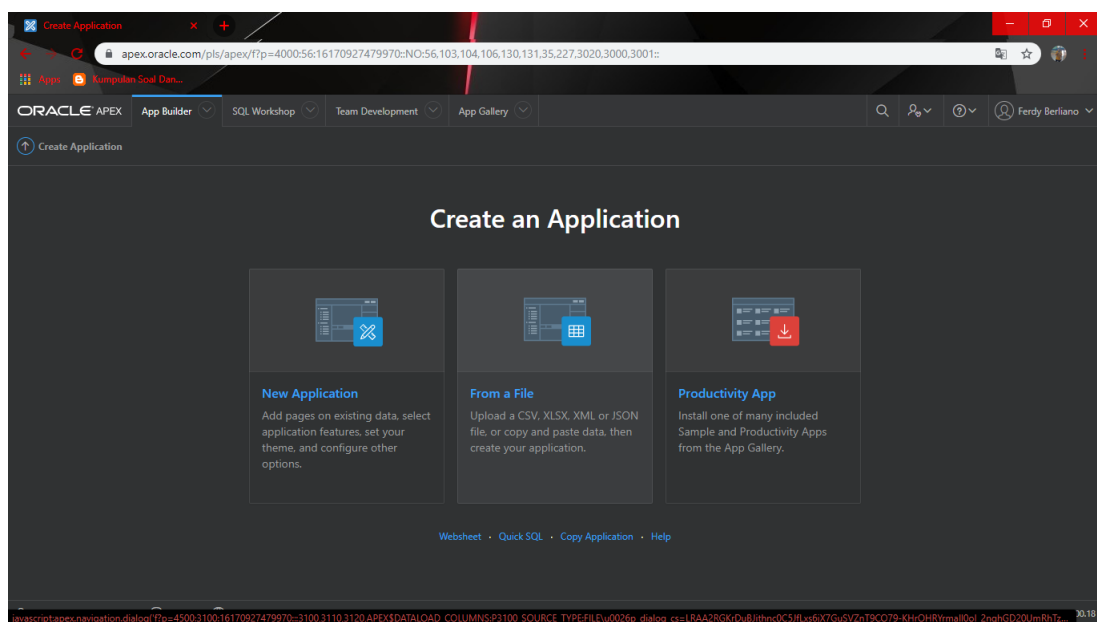 Create Application
apex.oracle.com/pls/apex/f?p=4000:56:16170927479970::NO:56,103,104,106,130,131,35,227,3020,3000,3001::
Apps Kumpulan Soal Dan...
ORACLE APEX App Builder SQL Workshop Team Development App Gallery Ferdy Berliano
Create Application
Create an Application
New Application
Add pages on existing data, select
application features, set your
theme, and configure other
options.
From a File
Upload a CSV, XLSX, XML or JSON
file, or copy and paste data, then
create your application.
Productivity App
Install one of many included
Sample and Productivity Apps
from the App Gallery.
Websheet · Quick SQL · Copy Application · Help
00.18